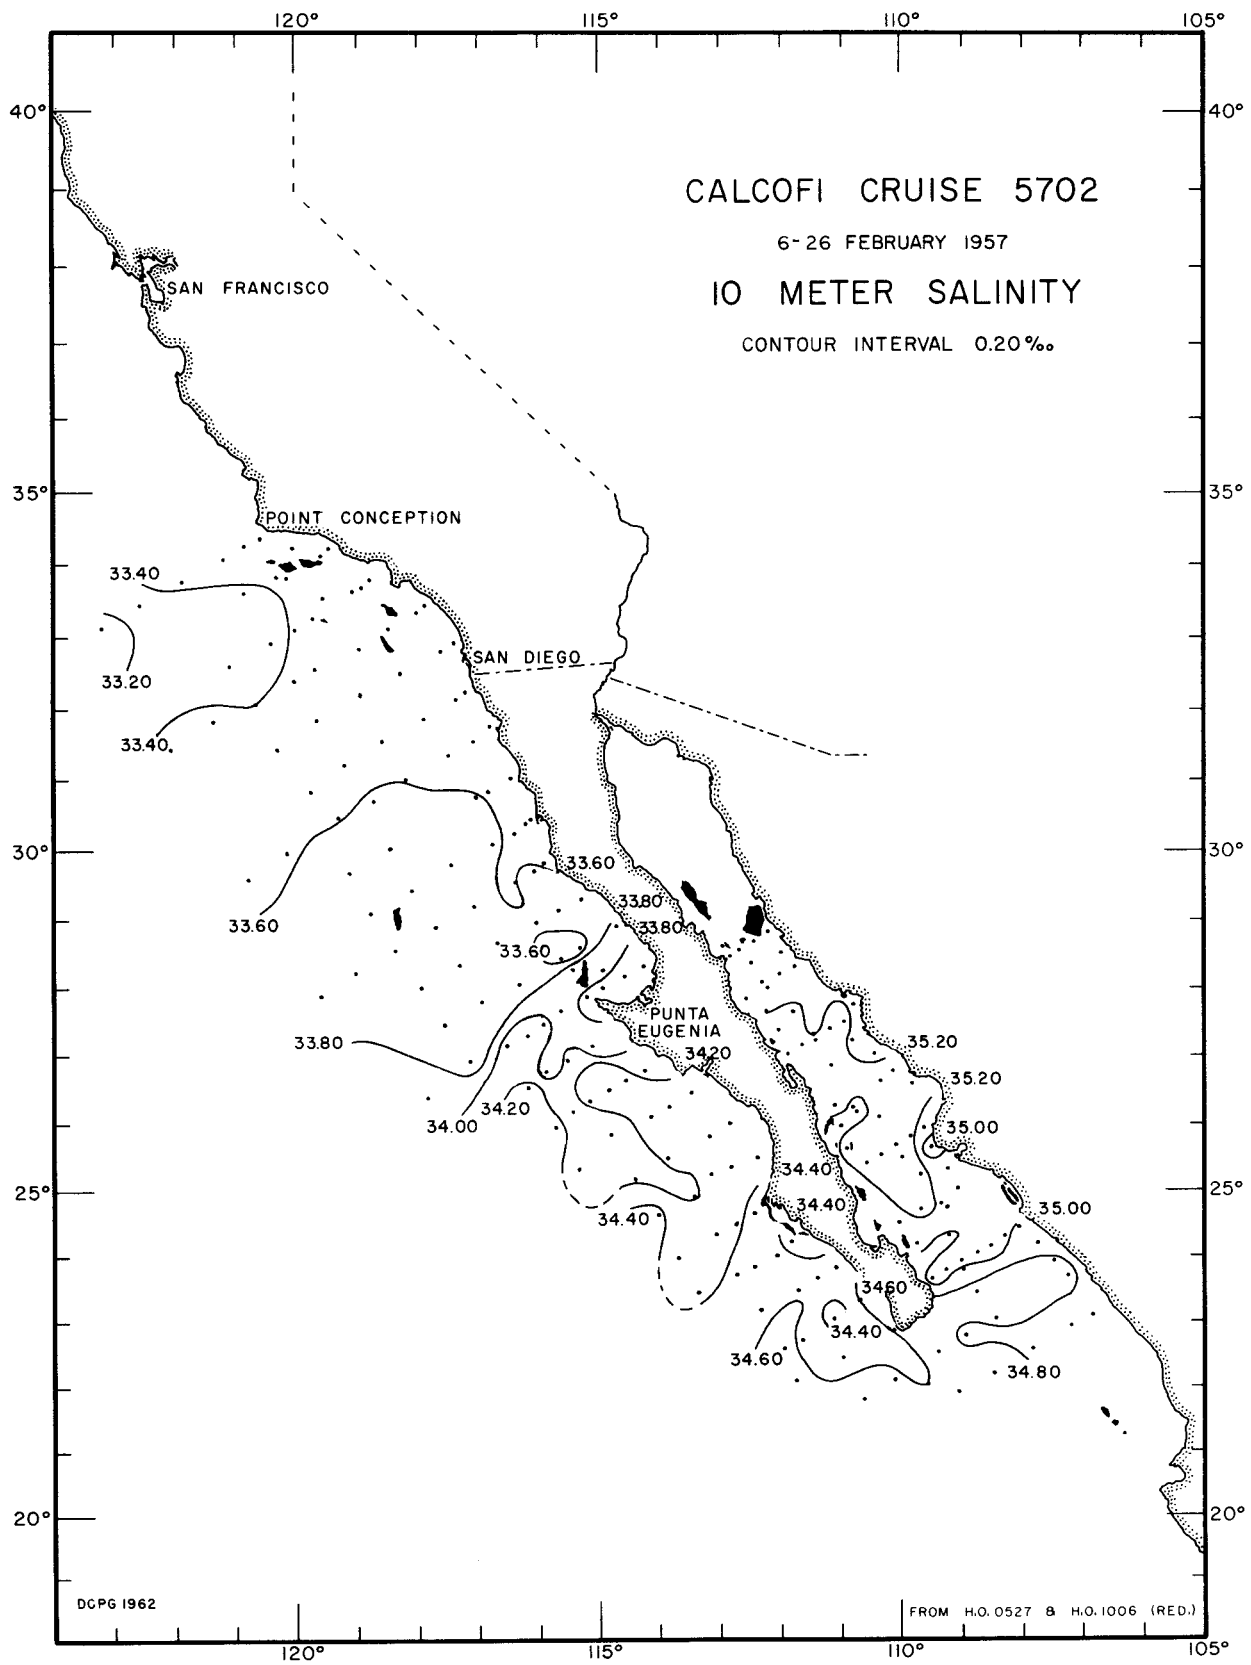 120° 115° 110° 105°
40° 40°
CALCOFI CRUISE 5702
6-26 FEBRUARY 1957
10 METER SALINITY
CONTOUR INTERVAL 0.20‰
SAN FRANCISCO
35° 35°
POINT CONCEPTION
33.40
SAN DIEGO
33.20
33.40
30° 30°
33.60
33.80
33.60
33.80
33.60
PUNTA
EUGENIA
33.80
35.20
34.20
35.20
34.20
34.00
35.00
34.40
25° 25°
34.40
35.00
34.40
34.60
34.40
34.60
34.80
20° 20°
DCPG 1962
FROM H.O. 0527 & H.O. 1006 (RED.)
120° 115° 110° 105°